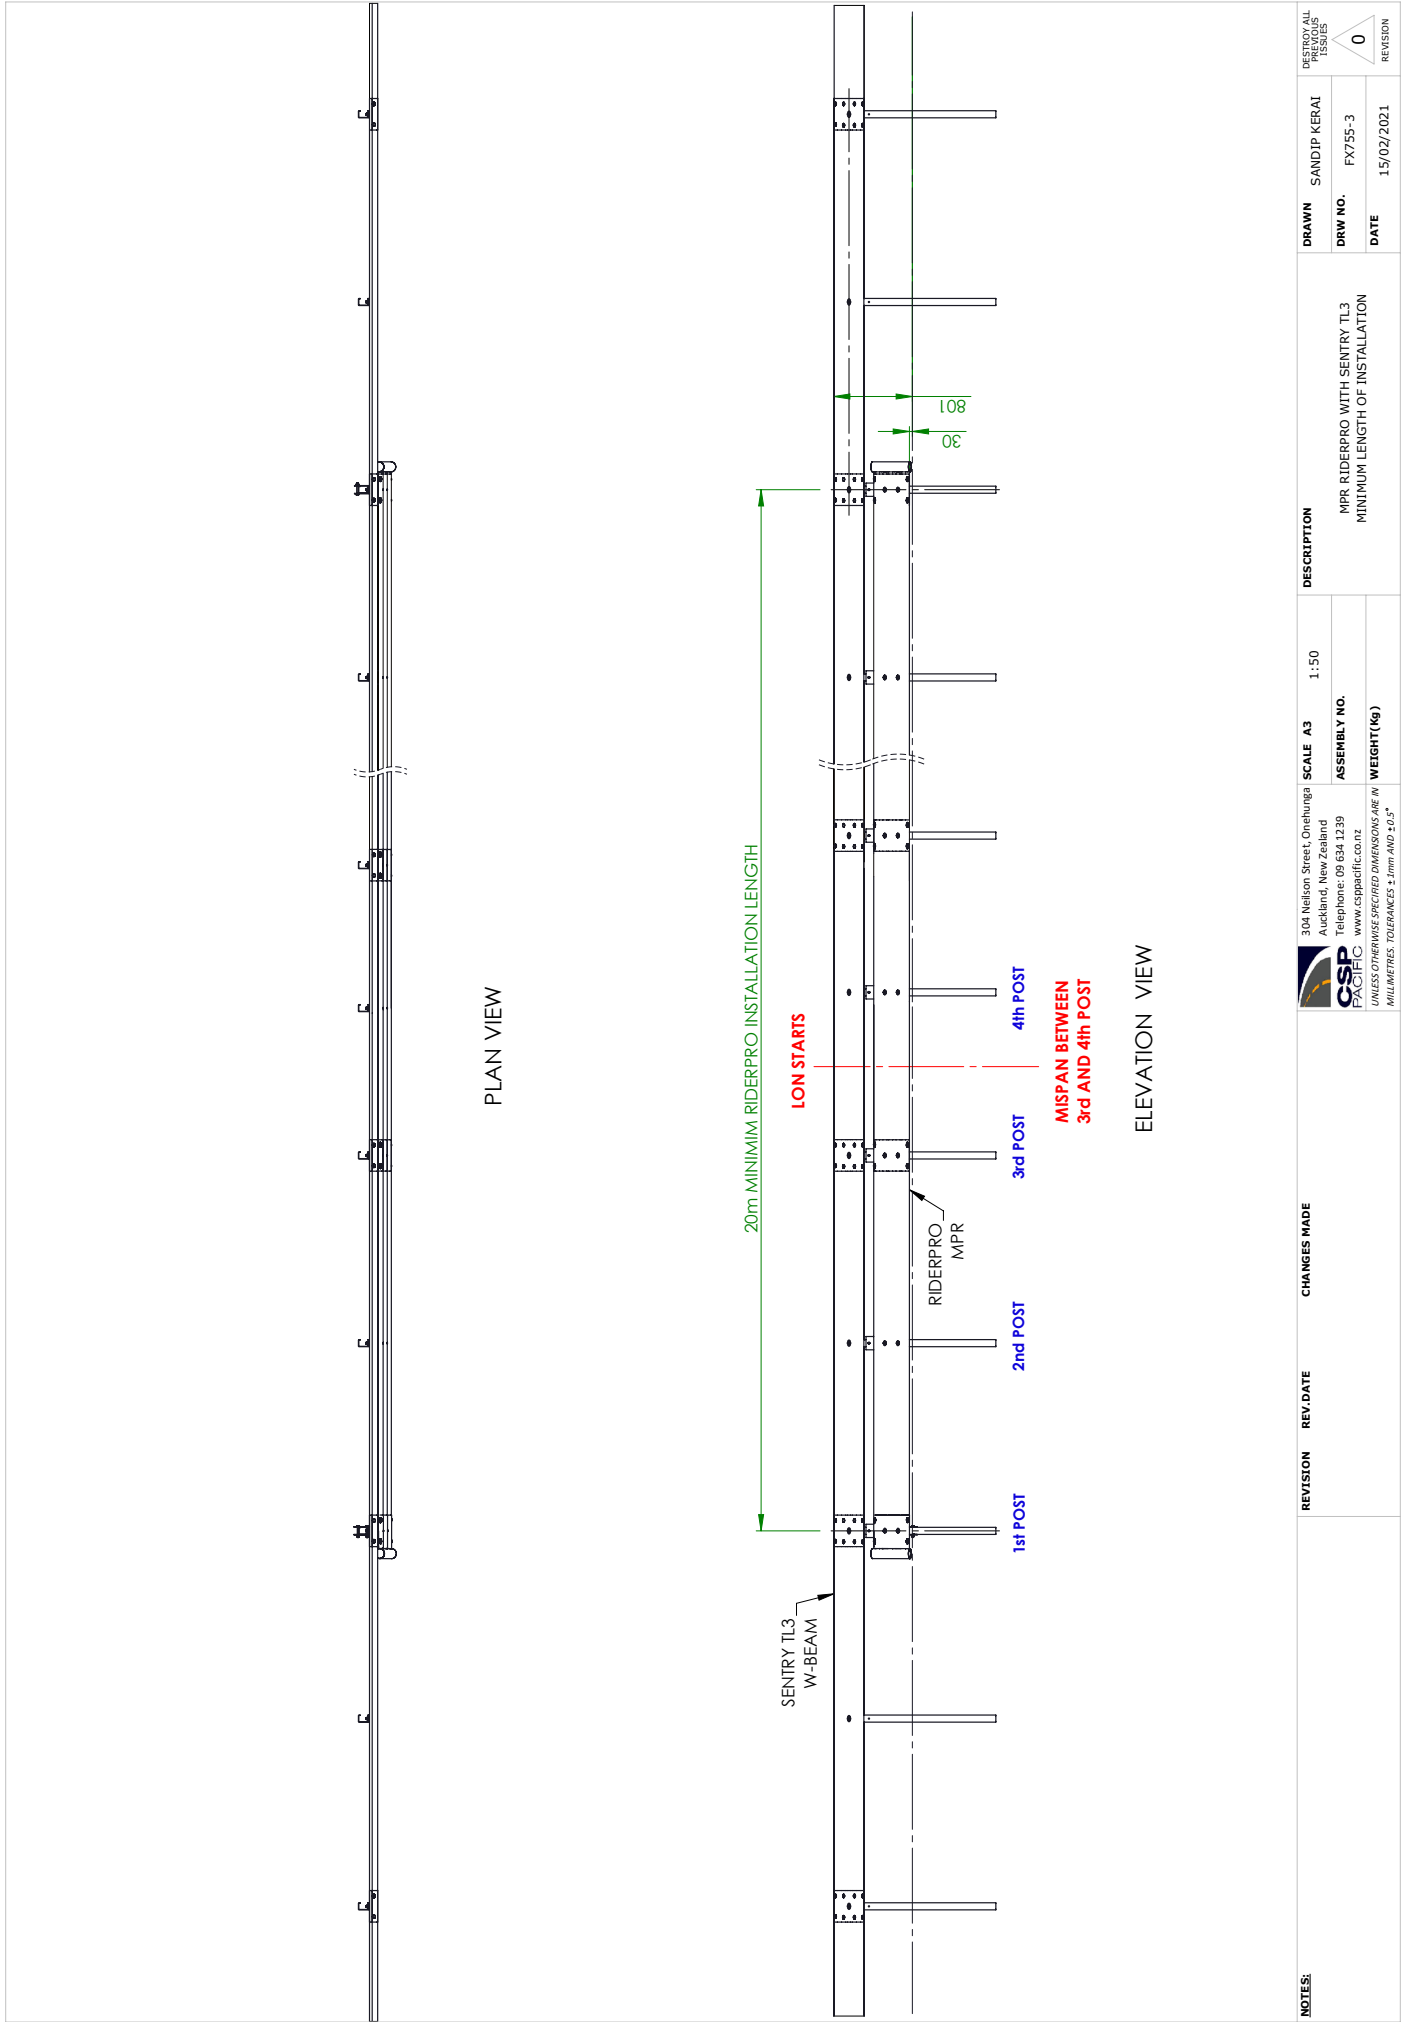 PLAN VIEW
20m MINIMIM RIDERPRO INSTALLATION LENGTH
SENTRY TL3
W-BEAM
LON STARTS
801
30
RIDERPRO
MPR
1st POST
2nd POST
3rd POST
4th POST
MISPAN BETWEEN
3rd AND 4th POST
ELEVATION VIEW
NOTES:
REVISION
REV.DATE
CHANGES MADE
CSP
PACIFIC
304 Neilson Street, Onehunga
Auckland, New Zealand
Telephone: 09 634 1239
www.csppacific.co.nz
UNLESS OTHERWISE SPECIFIED DIMENSIONS ARE IN
MILLIMETRES. TOLERANCES ±1mm AND ±0.5°
SCALE A3 1:50
ASSEMBLY NO.
WEIGHT(Kg)
DESCRIPTION
MPR RIDERPRO WITH SENTRY TL3
MINIMUM LENGTH OF INSTALLATION
DRAWN SANDIP KERAI
DRW NO. FX755-3
DATE 15/02/2021
DESTROY ALL
PREVIOUS
ISSUES
0
REVISION